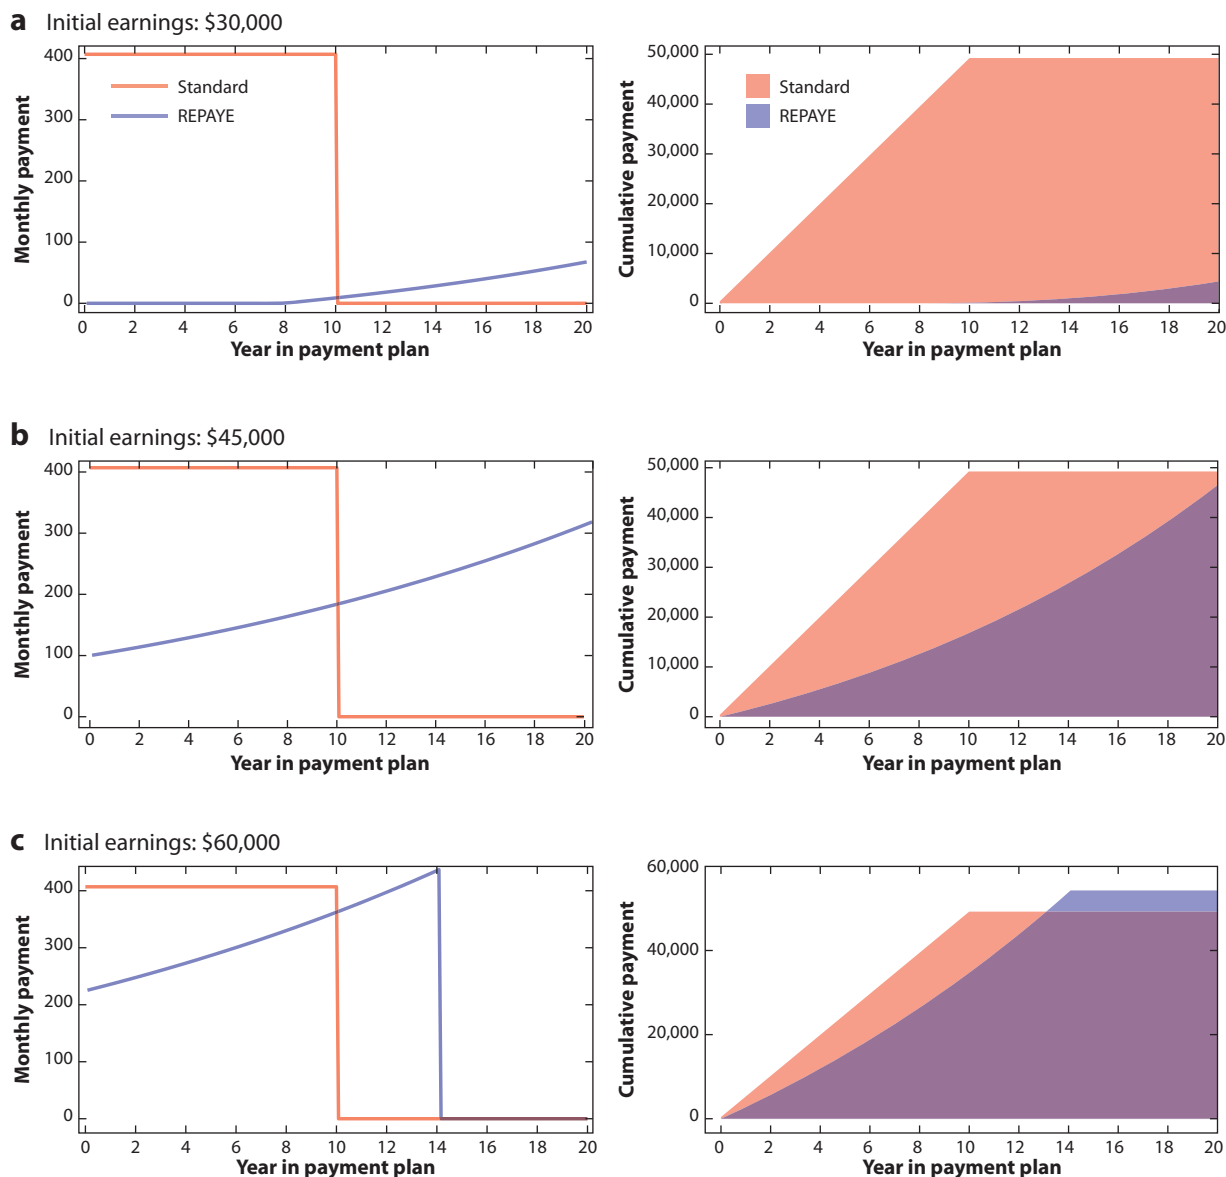 a Initial earnings: $30,000
Monthly payment
400
300
200
100
0
Standard
REPAYE
0 2 4 6 8 10 12 14 16 18 20
Year in payment plan
Cumulative payment
50,000
40,000
30,000
20,000
10,000
0
Standard
REPAYE
0 2 4 6 8 10 12 14 16 18 20
Year in payment plan
b Initial earnings: $45,000
Monthly payment
400
300
200
100
0
0 2 4 6 8 10 12 14 16 18 20
Year in payment plan
Cumulative payment
50,000
40,000
30,000
20,000
10,000
0
0 2 4 6 8 10 12 14 16 18 20
Year in payment plan
c Initial earnings: $60,000
Monthly payment
400
300
200
100
0
0 2 4 6 8 10 12 14 16 18 20
Year in payment plan
Cumulative payment
60,000
40,000
20,000
0
0 2 4 6 8 10 12 14 16 18 20
Year in payment plan